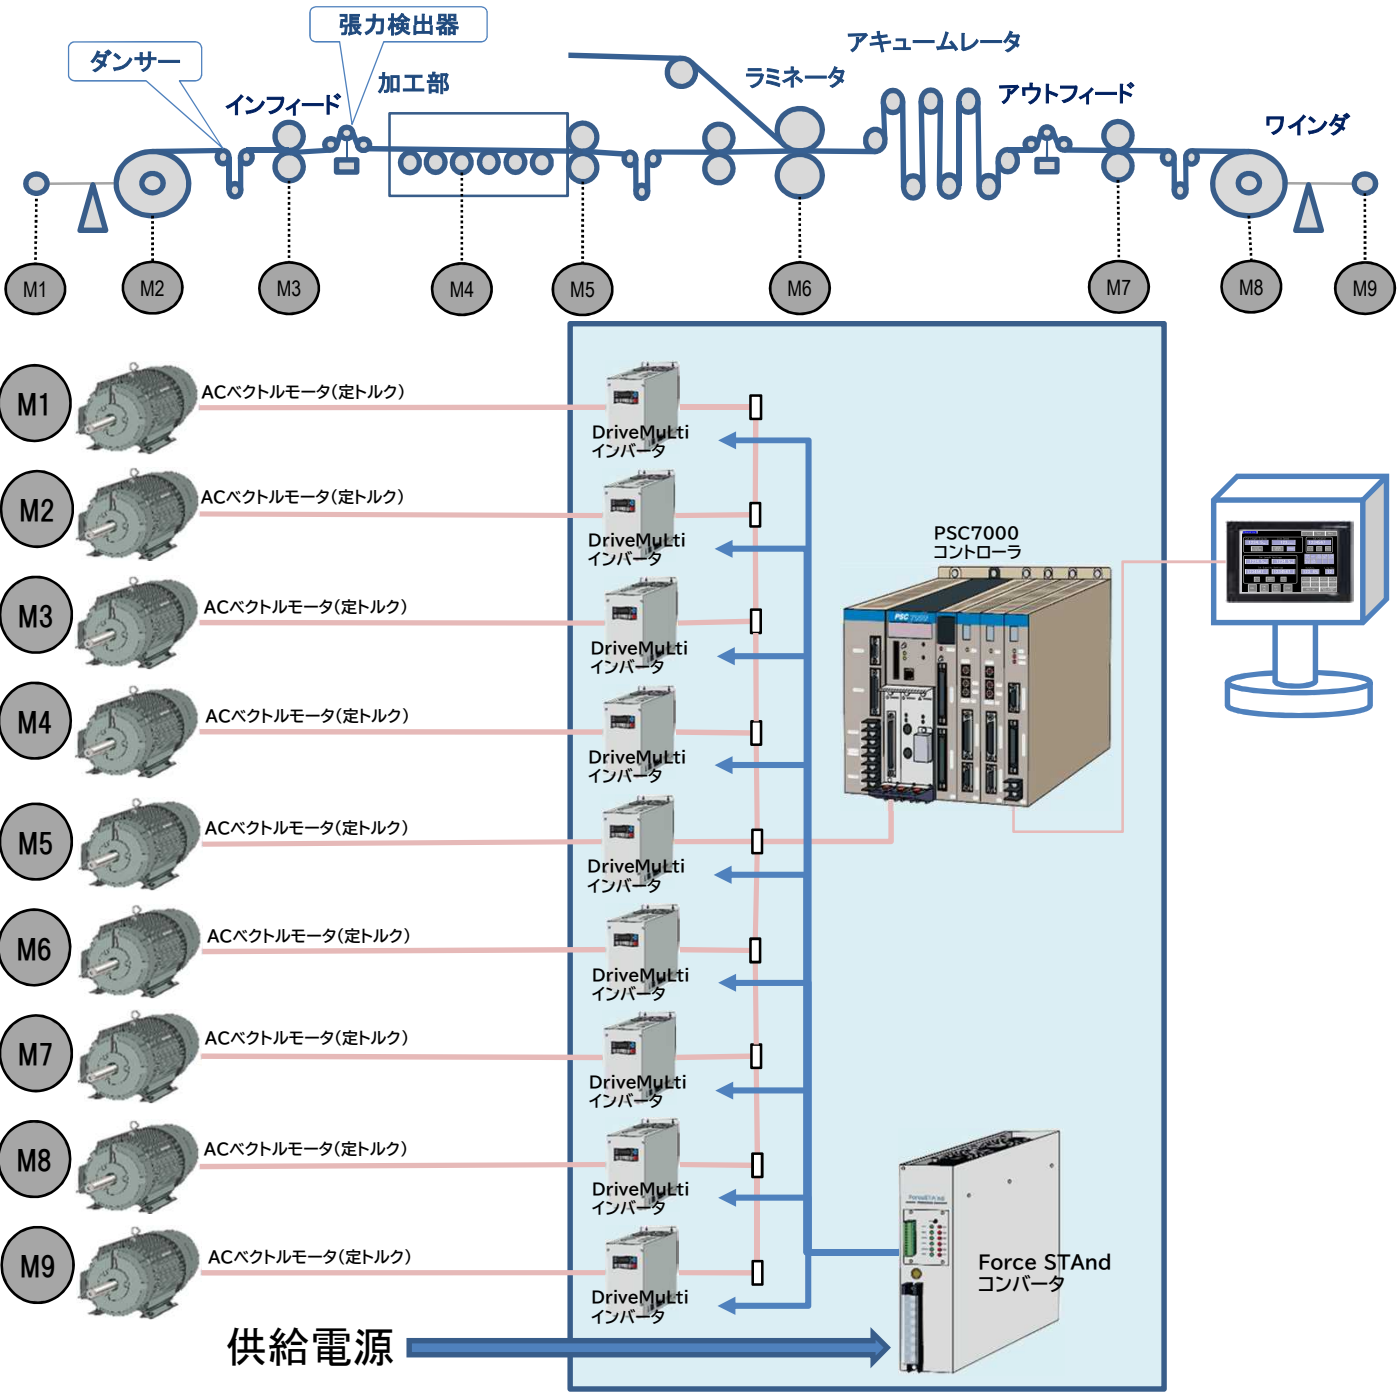 張力検出器
ダンサー
インフィード
加工部
ラミネータ
アキュームレータ
アウトフィード
ワインダ
M1
M2
M3
M4
M5
M6
M7
M8
M9
M1
ACベクトルモータ(定トルク)
DriveMuLti
インバータ
M2
ACベクトルモータ(定トルク)
DriveMuLti
インバータ
M3
ACベクトルモータ(定トルク)
DriveMuLti
インバータ
M4
ACベクトルモータ(定トルク)
DriveMuLti
インバータ
M5
ACベクトルモータ(定トルク)
DriveMuLti
インバータ
M6
ACベクトルモータ(定トルク)
DriveMuLti
インバータ
M7
ACベクトルモータ(定トルク)
DriveMuLti
インバータ
M8
ACベクトルモータ(定トルク)
DriveMuLti
インバータ
M9
ACベクトルモータ(定トルク)
DriveMuLti
インバータ
PSC7000
コントローラ
PSC 7000
Force STAnd
コンバータ
供給電源